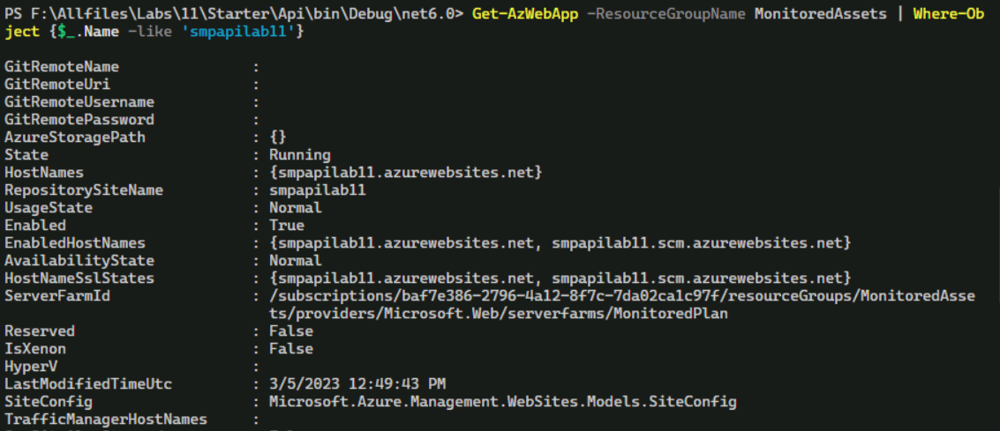 PS F:\Allfiles\Labs\11\Starter\Api\bin\Debug\net6.0> Get-AzWebApp -ResourceGroupName MonitoredAssets | Where-Ob
ject {$_.Name -like 'smpapilab11'}
GitRemoteName :
GitRemoteUri :
GitRemoteUsername :
GitRemotePassword :
AzureStoragePath : {}
State : Running
HostNames : {smpapilab11.azurewebsites.net}
RepositorySiteName : smpapilab11
UsageState : Normal
Enabled : True
EnabledHostNames : {smpapilab11.azurewebsites.net, smpapilab11.scm.azurewebsites.net}
AvailabilityState : Normal
HostNameSslStates : {smpapilab11.azurewebsites.net, smpapilab11.scm.azurewebsites.net}
ServerFarmId : /subscriptions/baf7e386-2796-4a12-8f7c-7da02ca1c97f/resourceGroups/MonitoredAsse
ts/providers/Microsoft.Web/serverfarms/MonitoredPlan
Reserved : False
IsXenon : False
HyperV :
LastModifiedTimeUtc : 3/5/2023 12:49:43 PM
SiteConfig : Microsoft.Azure.Management.WebSites.Models.SiteConfig
TrafficManagerHostNames :